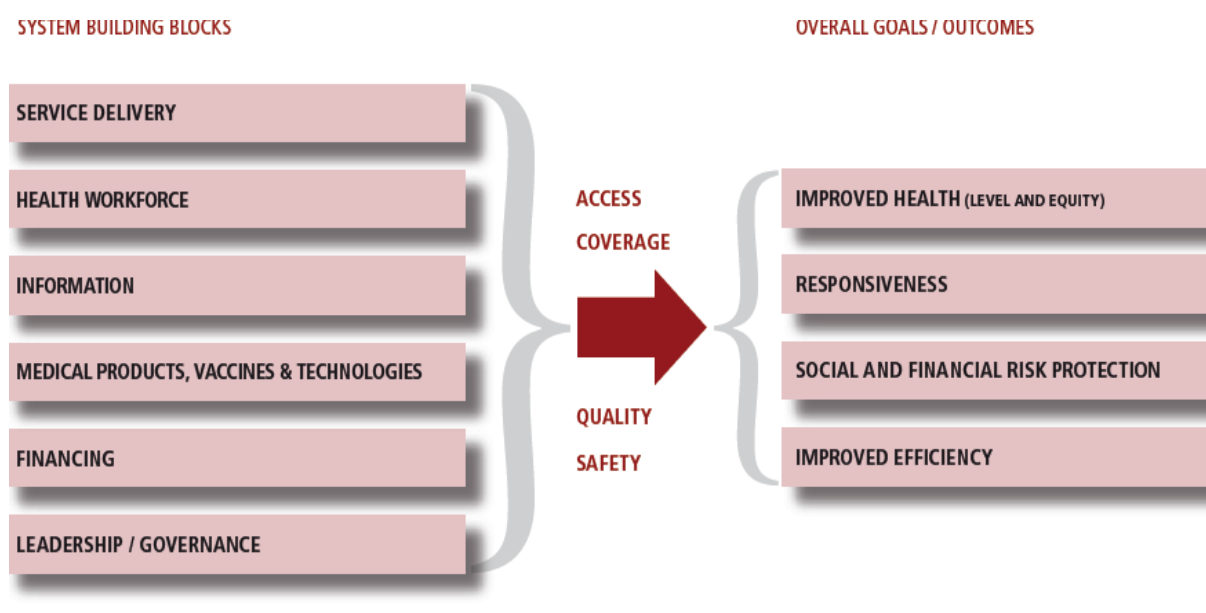 SYSTEM BUILDING BLOCKS
OVERALL GOALS / OUTCOMES
SERVICE DELIVERY
HEALTH WORKFORCE
INFORMATION
MEDICAL PRODUCTS, VACCINES & TECHNOLOGIES
FINANCING
LEADERSHIP / GOVERNANCE
ACCESS
COVERAGE
QUALITY
SAFETY
IMPROVED HEALTH (LEVEL AND EQUITY)
RESPONSIVENESS
SOCIAL AND FINANCIAL RISK PROTECTION
IMPROVED EFFICIENCY